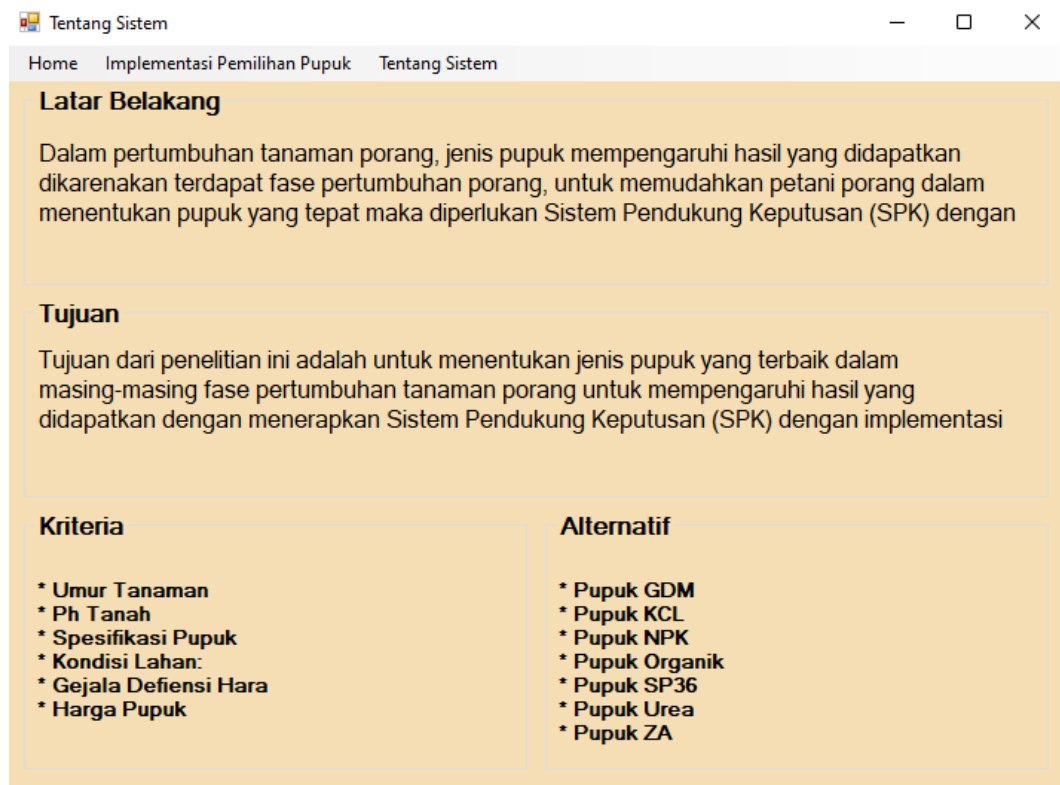 Tentang Sistem
Home Implementasi Pemilihan Pupuk Tentang Sistem
Latar Belakang
Dalam pertumbuhan tanaman porang, jenis pupuk mempengaruhi hasil yang didapatkan
dikarenakan terdapat fase pertumbuhan porang, untuk memudahkan petani porang dalam
menentukan pupuk yang tepat maka diperlukan Sistem Pendukung Keputusan (SPK) dengan
Tujuan
Tujuan dari penelitian ini adalah untuk menentukan jenis pupuk yang terbaik dalam
masing-masing fase pertumbuhan tanaman porang untuk mempengaruhi hasil yang
didapatkan dengan menerapkan Sistem Pendukung Keputusan (SPK) dengan implementasi
Kriteria
* Umur Tanaman
* Ph Tanah
* Spesifikasi Pupuk
* Kondisi Lahan:
* Gejala Defiensi Hara
* Harga Pupuk
Alternatif
* Pupuk GDM
* Pupuk KCL
* Pupuk NPK
* Pupuk Organik
* Pupuk SP36
* Pupuk Urea
* Pupuk ZA